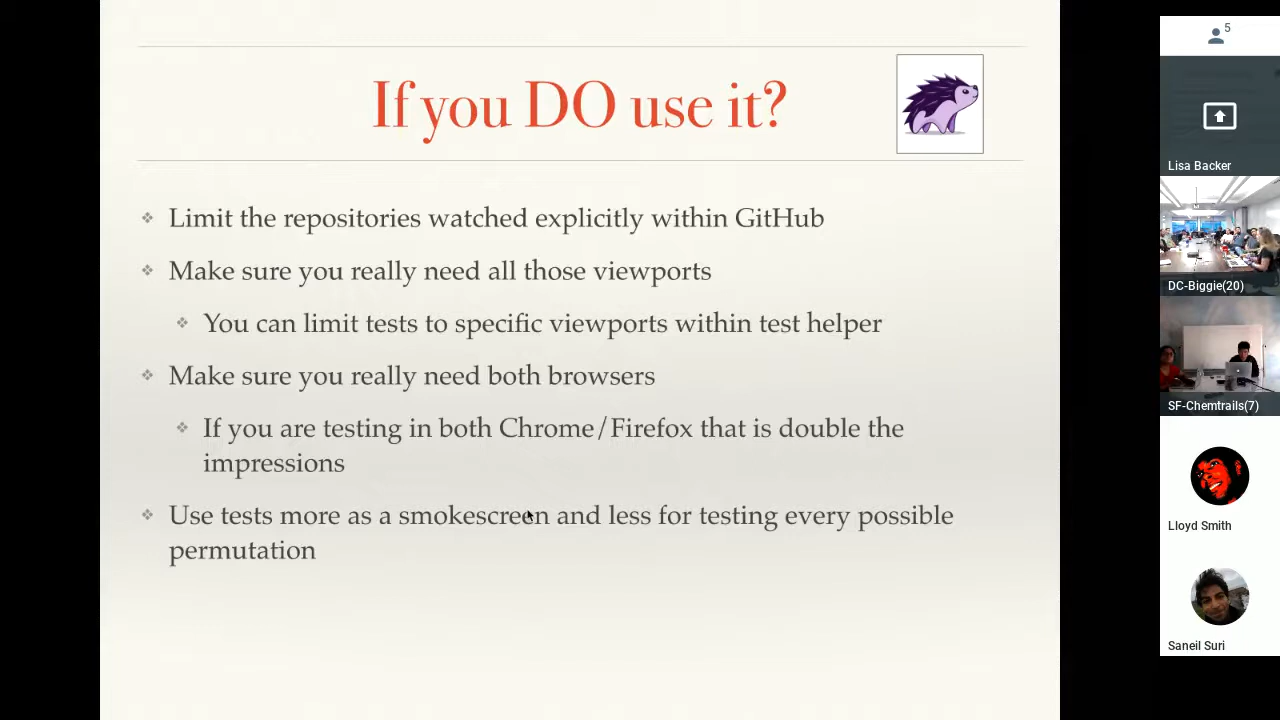 If you DO use it?
Limit the repositories watched explicitly within GitHub
Make sure you really need all those viewports
You can limit tests to specific viewports within test helper
Make sure you really need both browsers
If you are testing in both Chrome/Firefox that is double the
impressions
Use tests more as a smokescreen and less for testing every possible
permutation
5
Lisa Backer
DC-Biggie(20)
SF-Chemtrails(7)
Lloyd Smith
Saneil Suri